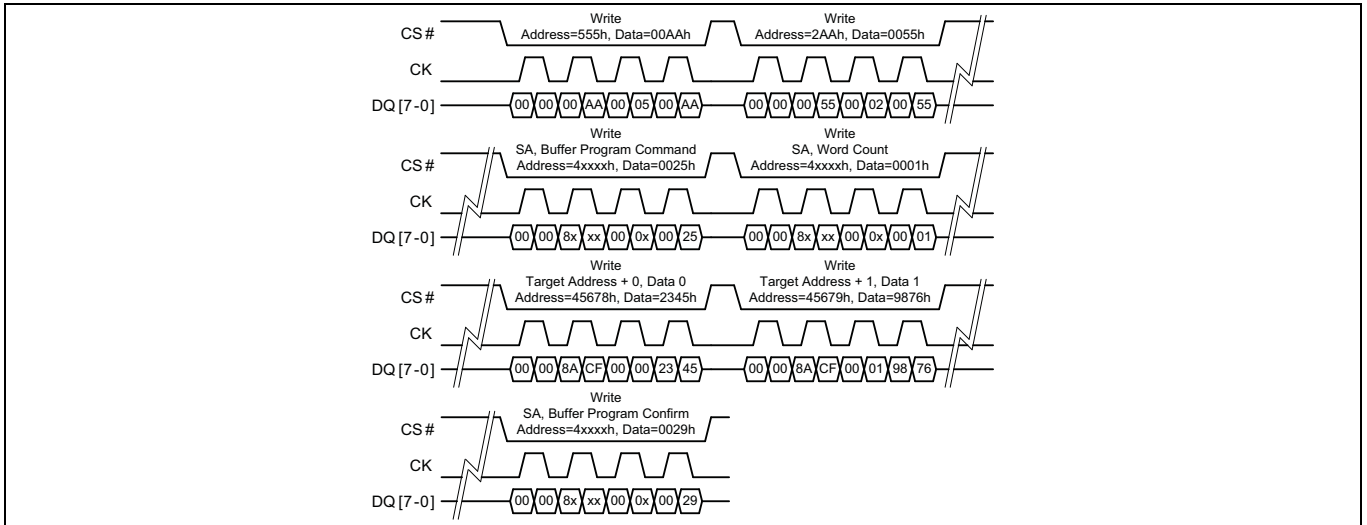 Write Write
CS# Address=555h, Data=00AAh Address=2AAh, Data=0055h
CK
DQ [7-0] 00 00 00 AA 00 05 00 AA 00 00 00 55 00 02 00 55
Write Write
SA, Buffer Program Command SA, Word Count
CS# Address=4xxxxh, Data=0025h Address=4xxxxh, Data=0001h
CK
DQ [7-0] 00 00 8x xx 00 0x 00 25 00 00 8x xx 00 0x 00 01
Write Write
Target Address + 0, Data 0 Target Address + 1, Data 1
CS# Address=45678h, Data=2345h Address=45679h, Data=9876h
CK
DQ [7-0] 00 00 8A CF 00 00 23 45 00 00 8A CF 00 01 98 76
Write
SA, Buffer Program Confirm
CS# Address=4xxxxh, Data=0029h
CK
DQ [7-0] 00 00 8x xx 00 0x 00 29